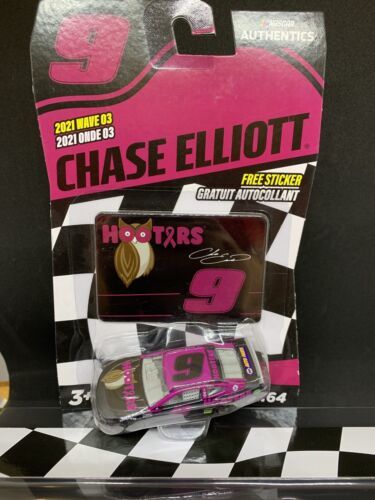 9
NASCAR
AUTHENTICS
2021 WAVE 03
2021 ONDE 03
CHASE ELLIOTT
FREE STICKER
GRATUIT AUTOCOLLANT
HOOTERS
9
9
3+
:64